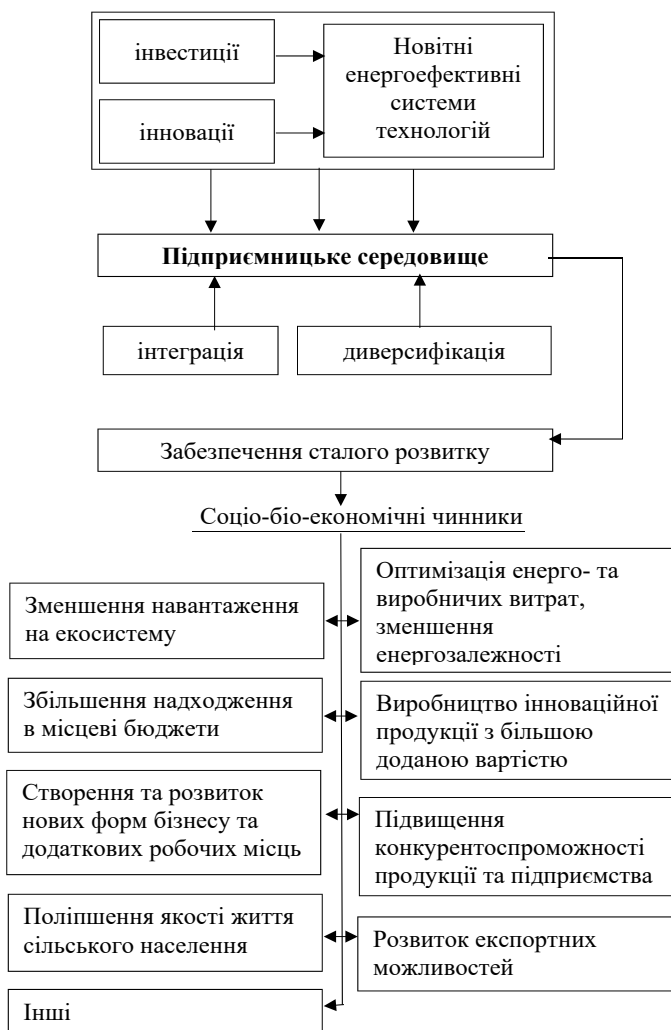 інвестиції
Новітні
енергоефективні
системи
технологій
інновації
Підприємницьке середовище
інтеграція
диверсифікація
Забезпечення сталого розвитку
Соціо-біо-економічні чинники
Зменшення навантаження
на екосистему
Оптимізація енерго- та
виробничих витрат,
зменшення
енергозалежності
Збільшення надходження
в місцеві бюджети
Виробництво інноваційної
продукції з більшою
доданою вартістю
Створення та розвиток
нових форм бізнесу та
додаткових робочих місць
Підвищення
конкурентоспроможності
продукції та підприємства
Поліпшення якості життя
сільського населення
Розвиток експортних
можливостей
Інші